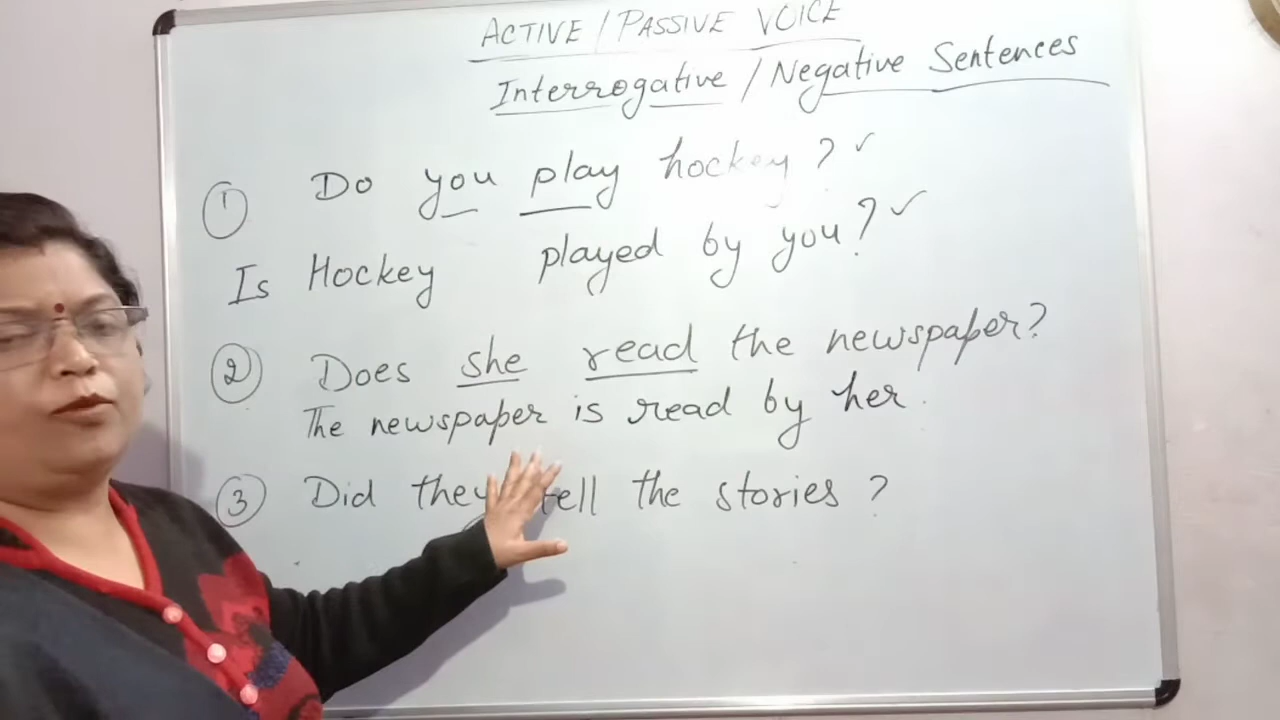 ACTIVE / PASSIVE VOICE
Interrogative / Negative Sentences
① Do you play hockey ?
Is Hockey played by you ?
② Does she read the newspaper?
The newspaper is read by her .
③ Did they tell the stories ?